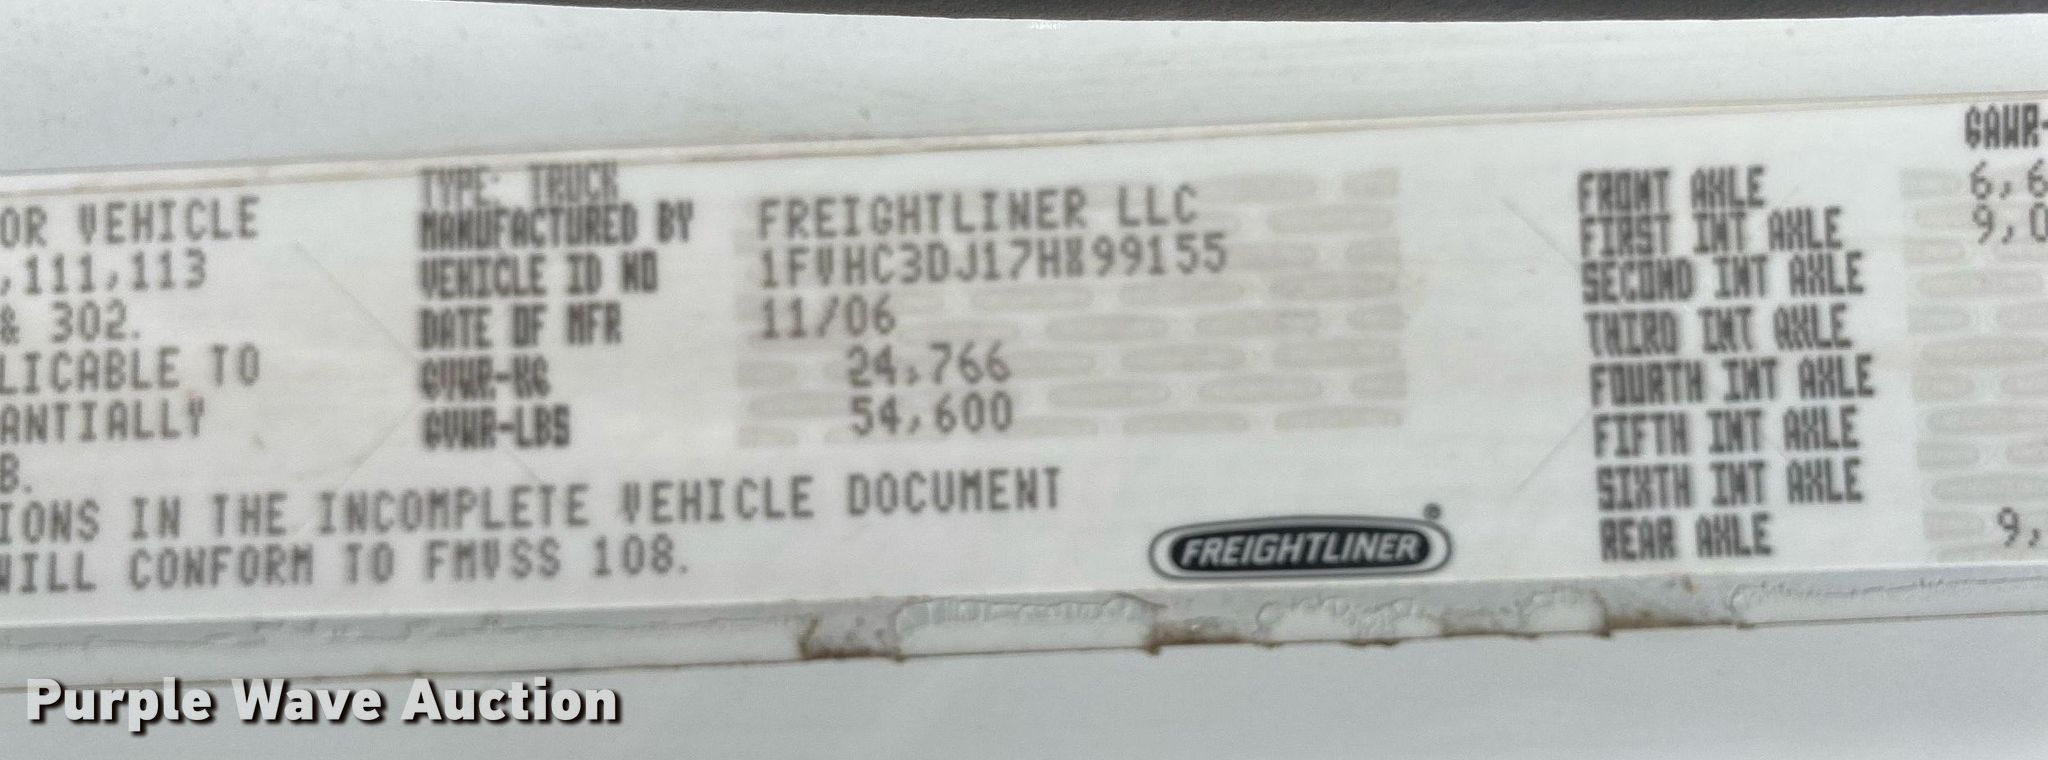 OR VEHICLE
,111,113
& 302.
LICABLE TO
ANTIALLY
B.
IONS IN THE INCOMPLETE VEHICLE DOCUMENT
WILL CONFORM TO FMVSS 108.
TYPE: TRUCK
MANUFACTURED BY FREIGHTLINER LLC
VEHICLE ID NO 1FVHC3DJ17HX99155
DATE OF MFR 11/06
GVWR-KG 24,766
GVWR-LBS 54,600
FREIGHTLINER®
GAWR-
FRONT AXLE 6,6
FIRST INT AXLE 9,0
SECOND INT AXLE
THIRD INT AXLE
FOURTH INT AXLE
FIFTH INT AXLE
SIXTH INT AXLE
REAR AXLE 9,
Purple Wave Auction